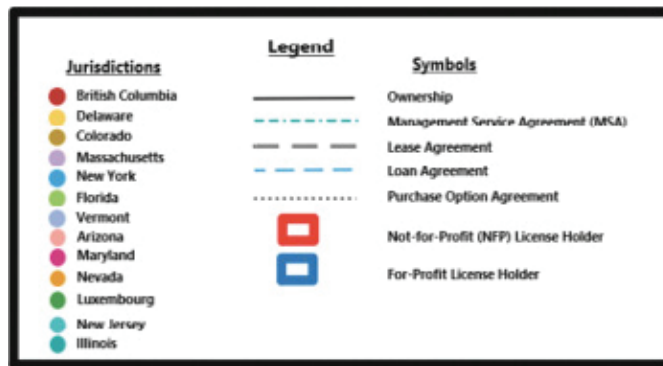 Legend
Jurisdictions
British Columbia
Delaware
Colorado
Massachusetts
New York
Florida
Vermont
Arizona
Maryland
Nevada
Luxembourg
New Jersey
Illinois
Symbols
Ownership
Management Service Agreement (MSA)
Lease Agreement
Loan Agreement
Purchase Option Agreement
Not-for-Profit (NFP) License Holder
For-Profit License Holder